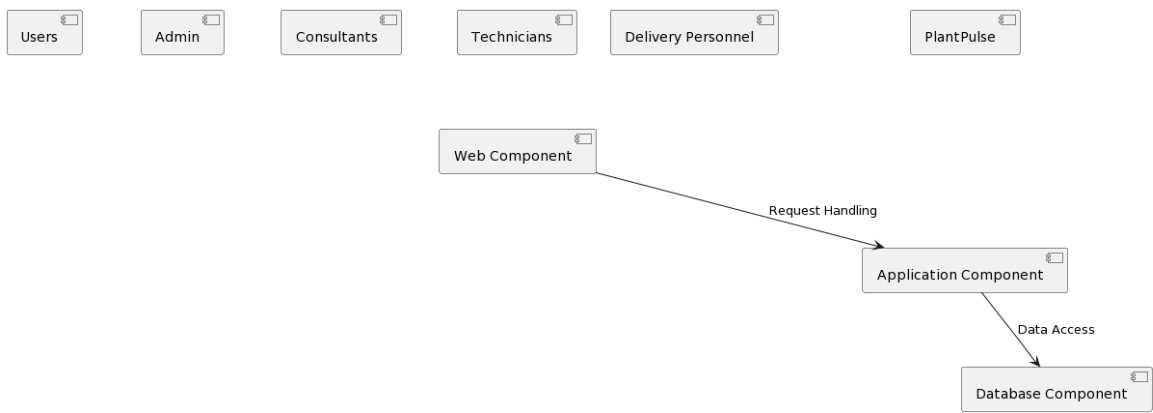 Users
Admin
Consultants
Technicians
Delivery Personnel
PlantPulse
Web Component
Request Handling
Application Component
Data Access
Database Component